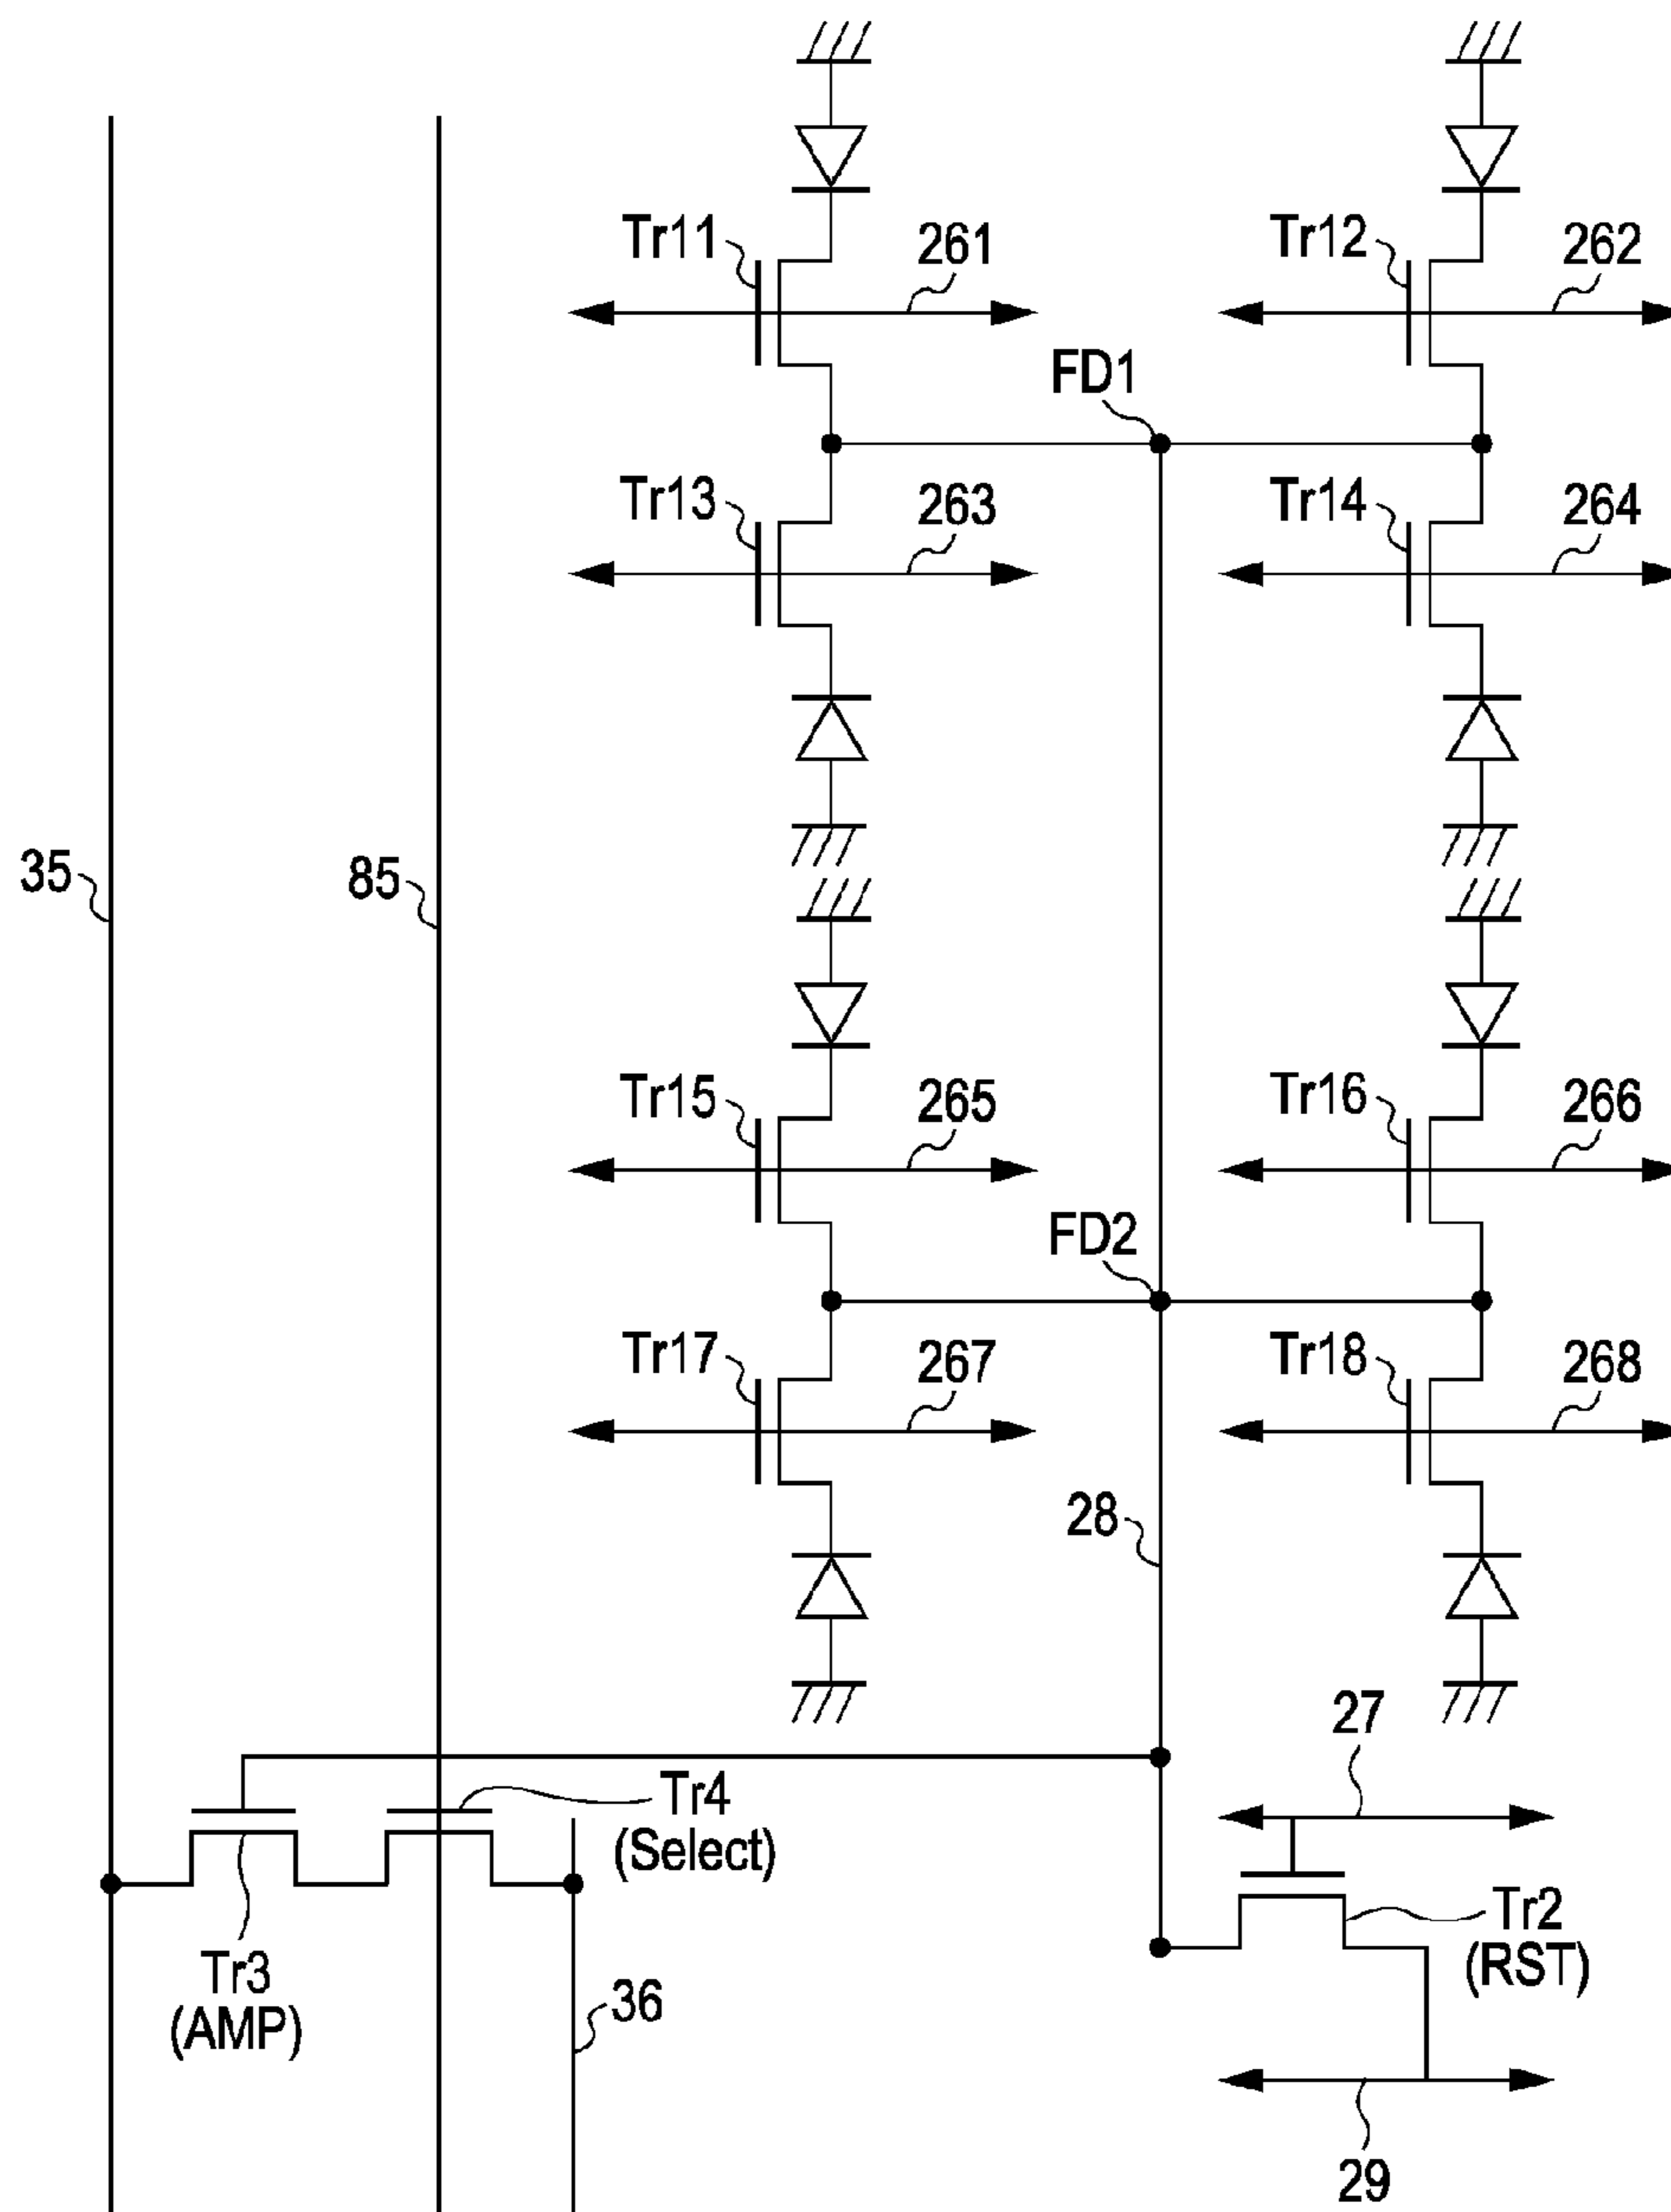 Tr11
261
Tr12
262
FD1
Tr13
263
Tr14
264
35
85
Tr15
265
Tr16
266
FD2
Tr17
267
Tr18
268
28
27
Tr4
(Select)
Tr2
(RST)
Tr3
(AMP)
36
29